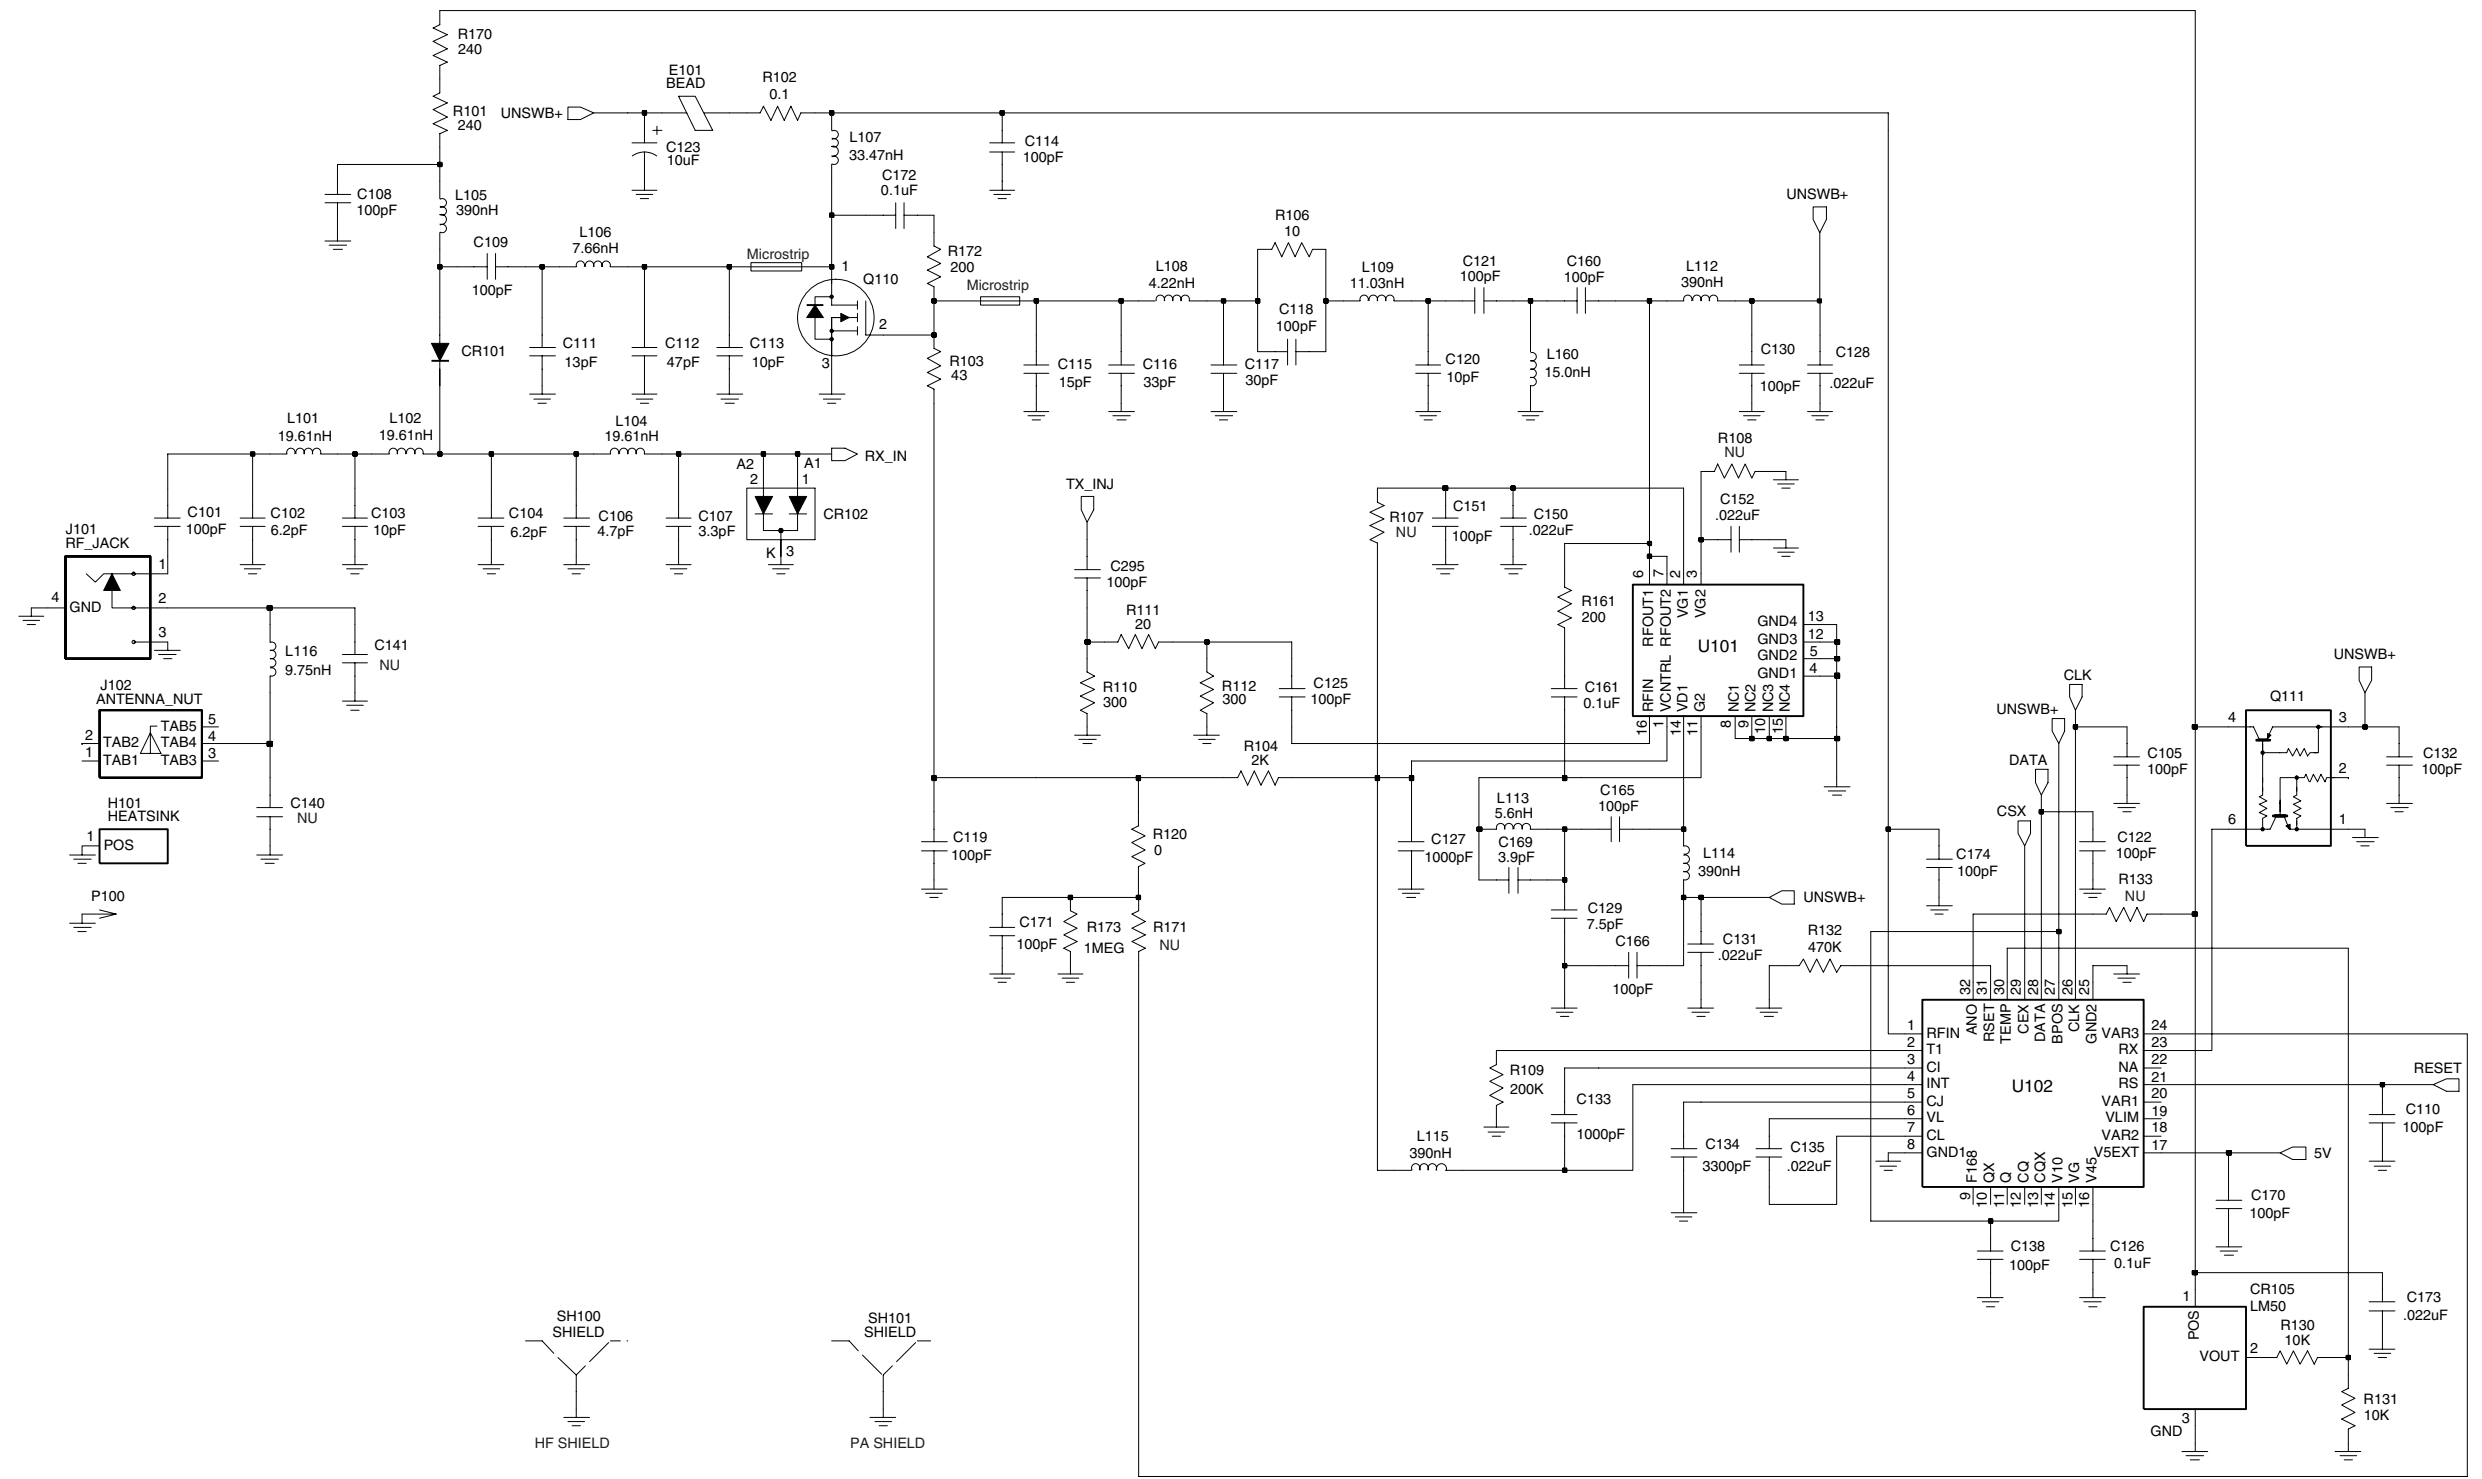 R170
240
R101
240
UNSWB+
E101
BEAD
R102
0.1
+
C123
10uF
L107
33.47nH
C172
0.1uF
C114
100pF
C108
100pF
L105
390nH
C109
100pF
L106
7.66nH
Microstrip
1
Q110
2
3
R172
200
Microstrip
R103
43
CR101
C111
13pF
C112
47pF
C113
10pF
C115
15pF
C116
33pF
L108
4.22nH
R106
10
C118
100pF
C117
30pF
L109
11.03nH
C121
100pF
C160
100pF
L112
390nH
UNSWB+
C120
10pF
L160
15.0nH
C130
100pF
C128
.022uF
L101
19.61nH
L102
19.61nH
L104
19.61nH
RX_IN
A2
A1
2
1
CR102
K
3
C101
100pF
C102
6.2pF
C103
10pF
C104
6.2pF
C106
4.7pF
C107
3.3pF
J101
RF_JACK
1
4
GND
2
3
L116
9.75nH
C141
NU
J102
ANTENNA_NUT
TAB5
5
2
TAB2
TAB4
4
1
TAB1
TAB3
3
C140
NU
H101
HEATSINK
1
POS
P100
TX_INJ
C295
100pF
R111
20
R110
300
R112
300
C125
100pF
R104
2K
R107
NU
C151
100pF
C150
.022uF
R108
NU
C152
.022uF
R161
200
C161
0.1uF
6
7
2
3
RFOUT1
RFOUT2
VG1
VG2
U101
GND4
13
GND3
12
GND2
5
GND1
4
RFIN
VCNTRL
VD1
G2
NC1
NC2
NC3
NC4
16
1
14
11
8
9
10
15
C119
100pF
R120
0
C171
100pF
R173
1MEG
R171
NU
C127
1000pF
L113
5.6nH
C165
100pF
C169
3.9pF
L114
390nH
UNSWB+
C129
7.5pF
C166
100pF
C131
.022uF
R132
470K
C174
100pF
CLK
UNSWB+
DATA
CSX
C105
100pF
C122
100pF
R133
NU
Q111
UNSWB+
4
3
2
6
1
C132
100pF
32
31
30
29
28
27
26
25
ANO
RSET
TEMP
CEX
DATA
BPOS
CLK
GND2
U102
1
RFIN
2
T1
3
CI
4
INT
5
CJ
6
VL
7
CL
8
GND1
VAR3
24
RX
23
NA
22
RS
21
VAR1
20
VLIM
19
VAR2
18
V5EXT
17
F168
QX
Q
CQ
CQX
V10
VG
V45
9
10
11
12
13
14
15
16
R109
200K
C133
1000pF
L115
390nH
C134
3300pF
C135
.022uF
RESET
C110
100pF
5V
C170
100pF
C138
100pF
C126
0.1uF
1
CR105
LM50
POS
VOUT
2
R130
10K
C173
.022uF
R131
10K
3
GND
SH100
SHIELD
HF SHIELD
SH101
SHIELD
PA SHIELD